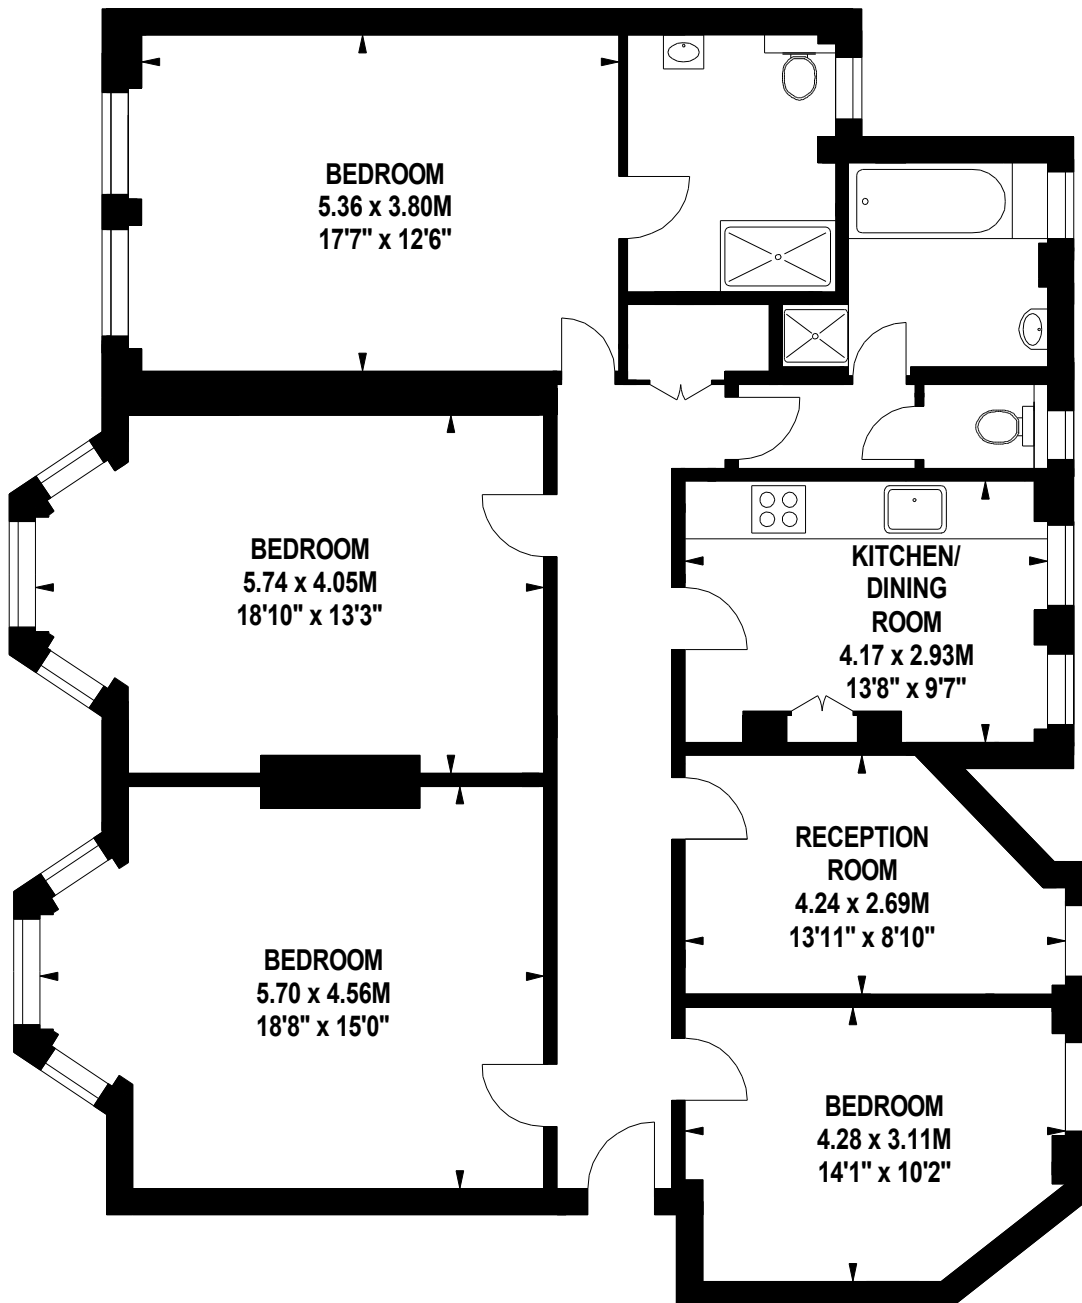 BEDROOM
5.36 x 3.80M
17'7" x 12'6"
BEDROOM
5.74 x 4.05M
18'10" x 13'3"
KITCHEN/
DINING
ROOM
4.17 x 2.93M
13'8" x 9'7"
RECEPTION
ROOM
4.24 x 2.69M
13'11" x 8'10"
BEDROOM
5.70 x 4.56M
18'8" x 15'0"
BEDROOM
4.28 x 3.11M
14'1" x 10'2"